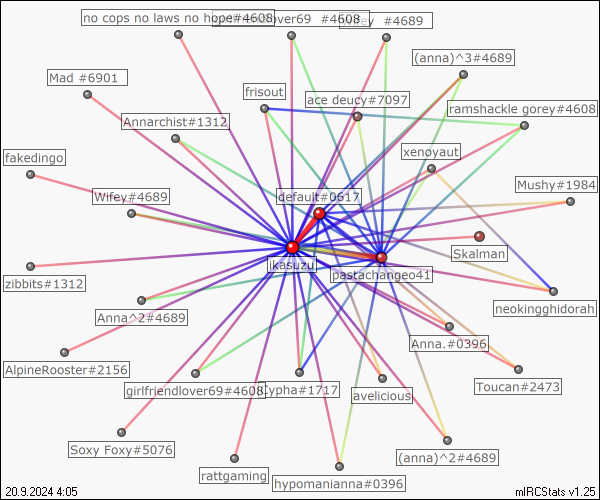 no cops no laws no hope#4608
lover69 #4608
#4689
(anna)^3#4689
Mad #6901
frisout
ace deucy#7097
ramshackle gorey#4608
Annarchist#1312
fakedingo
xenoyaut
Wifey#4689
default#0617
Mushy#1984
Skalman
ikasuzu
pastachangeo41
zibbits#1312
neokingghidorah
Anna^2#4689
Anna.#0396
AlpineRooster#2156
girlfriendlover69#4608
Cypha#1717
avelicious
Toucan#2473
Soxy Foxy#5076
rattgaming
hypomanianna#0396
(anna)^2#4689
20.9.2024 4:05
mIRCStats v1.25